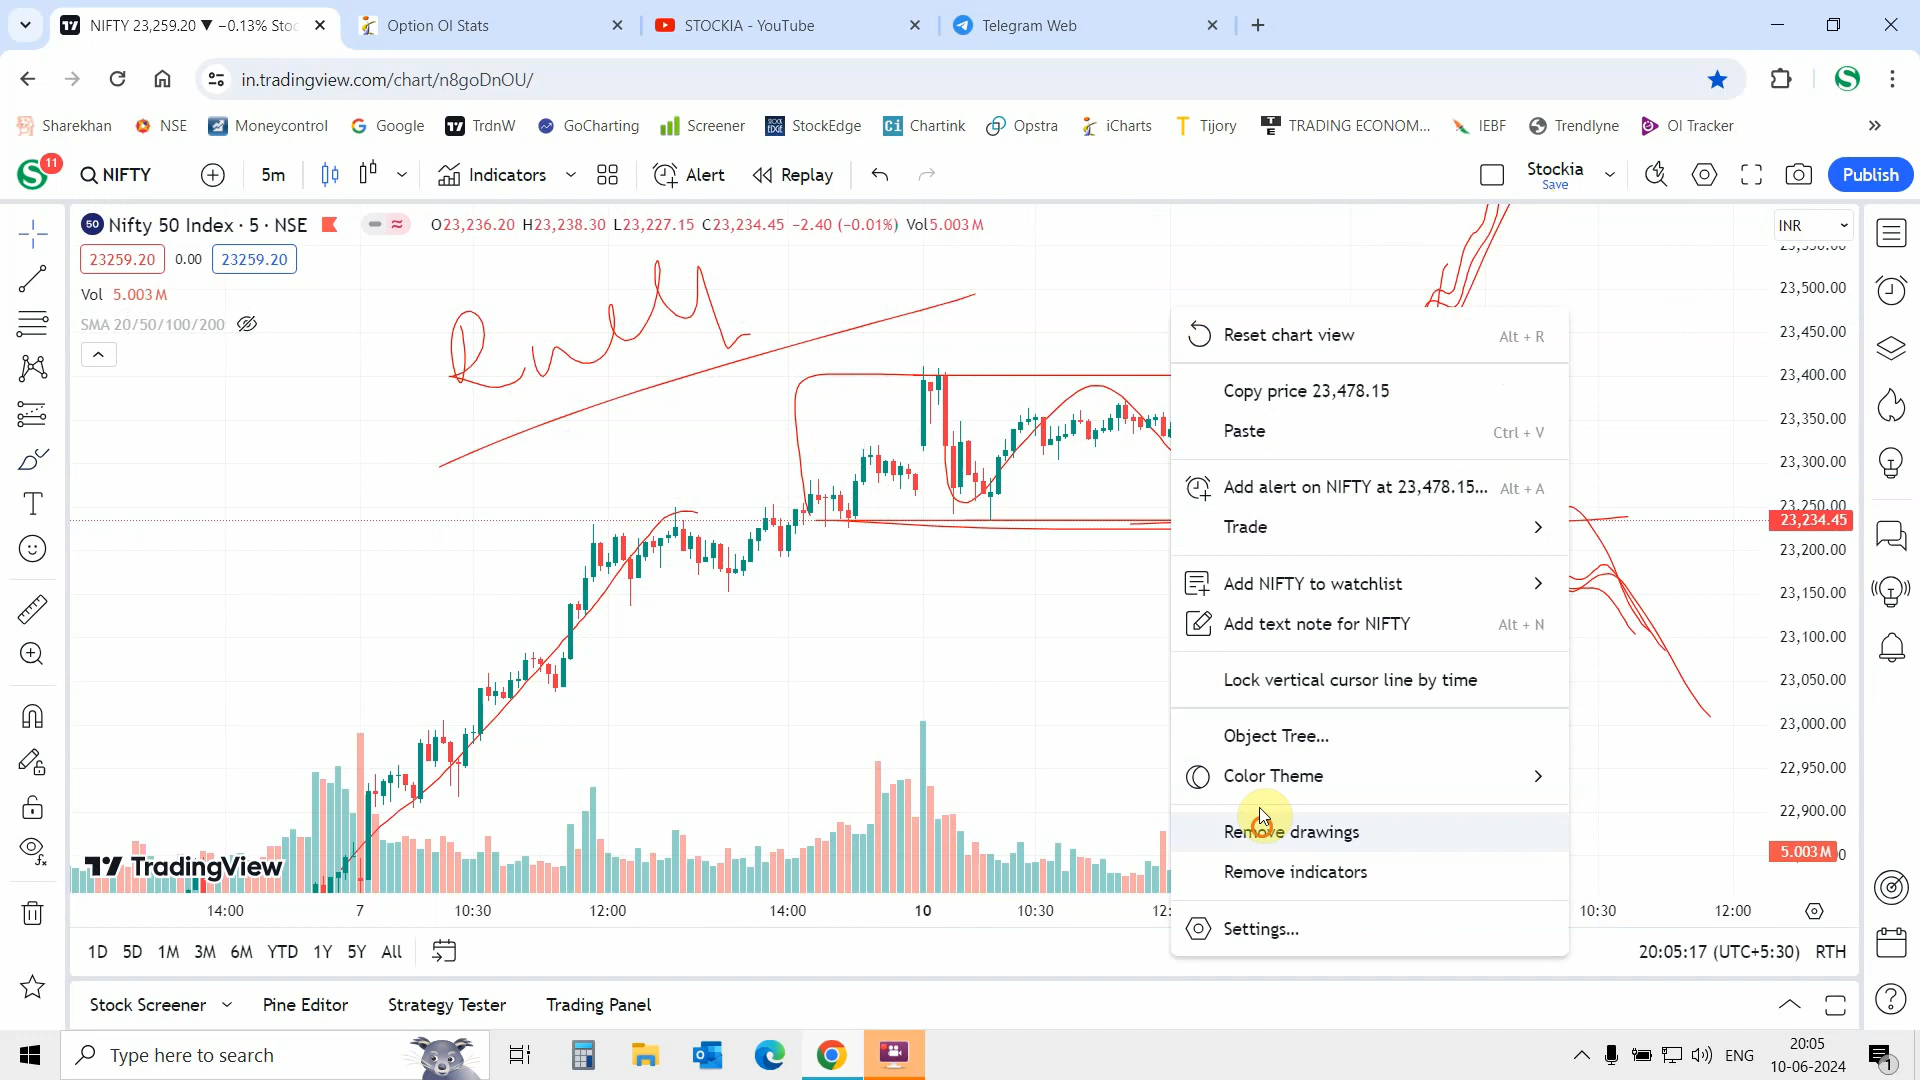 NIFTY 23,259.20 ▼ −0.13% Stoc
Option OI Stats
STOCKIA - YouTube
Telegram Web
in.tradingview.com/chart/n8goDnOU/
Sharekhan
NSE
Moneycontrol
Google
TrdnW
GoCharting
Screener
StockEdge
Chartink
Opstra
iCharts
Tijory
TRADING ECONOM...
IEBF
Trendlyne
OI Tracker
11
NIFTY
5m
Indicators
Alert
Replay
Stockia
Save
Publish
50 Nifty 50 Index · 5 · NSE
O23,236.20 H23,238.30 L23,227.15 C23,234.45 −2.40 (−0.01%) Vol5.003 M
INR
23259.20 0.00 23259.20
Vol 5.003 M
SMA 20/50/100/200
23,500.00
23,450.00
23,400.00
23,350.00
23,300.00
23,250.00
23,234.45
23,200.00
23,150.00
23,100.00
23,050.00
23,000.00
22,950.00
22,900.00
5.003 M
Reset chart view Alt + R
Copy price 23,478.15
Paste Ctrl + V
Add alert on NIFTY at 23,478.15... Alt + A
Trade
Add NIFTY to watchlist
Add text note for NIFTY Alt + N
Lock vertical cursor line by time
Object Tree...
Color Theme
Remove drawings
Remove indicators
Settings...
TradingView
14:00 7 10:30 12:00 14:00 10 10:30 12: 10:30 12:00
1D 5D 1M 3M 6M YTD 1Y 5Y All
20:05:17 (UTC+5:30) RTH
Stock Screener
Pine Editor
Strategy Tester
Trading Panel
Type here to search
ENG
20:05
10-06-2024
1